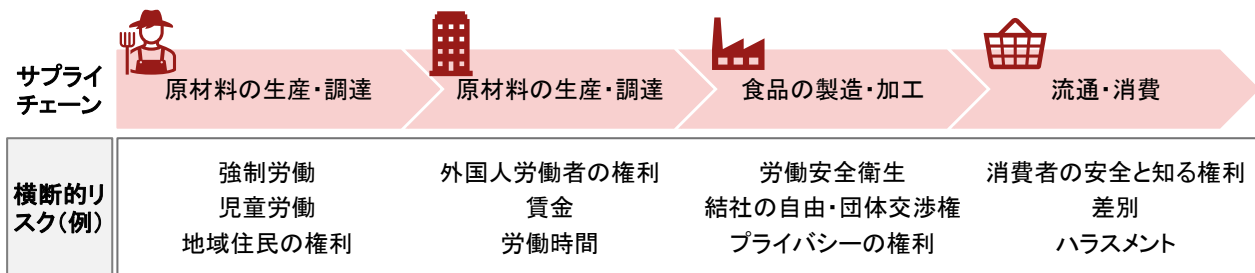 サプライ
チェーン
原材料の生産・調達
原材料の生産・調達
食品の製造・加工
流通・消費
横断的リ
スク(例)
強制労働
児童労働
地域住民の権利
外国人労働者の権利
賃金
労働時間
労働安全衛生
結社の自由・団体交渉権
プライバシーの権利
消費者の安全と知る権利
差別
ハラスメント